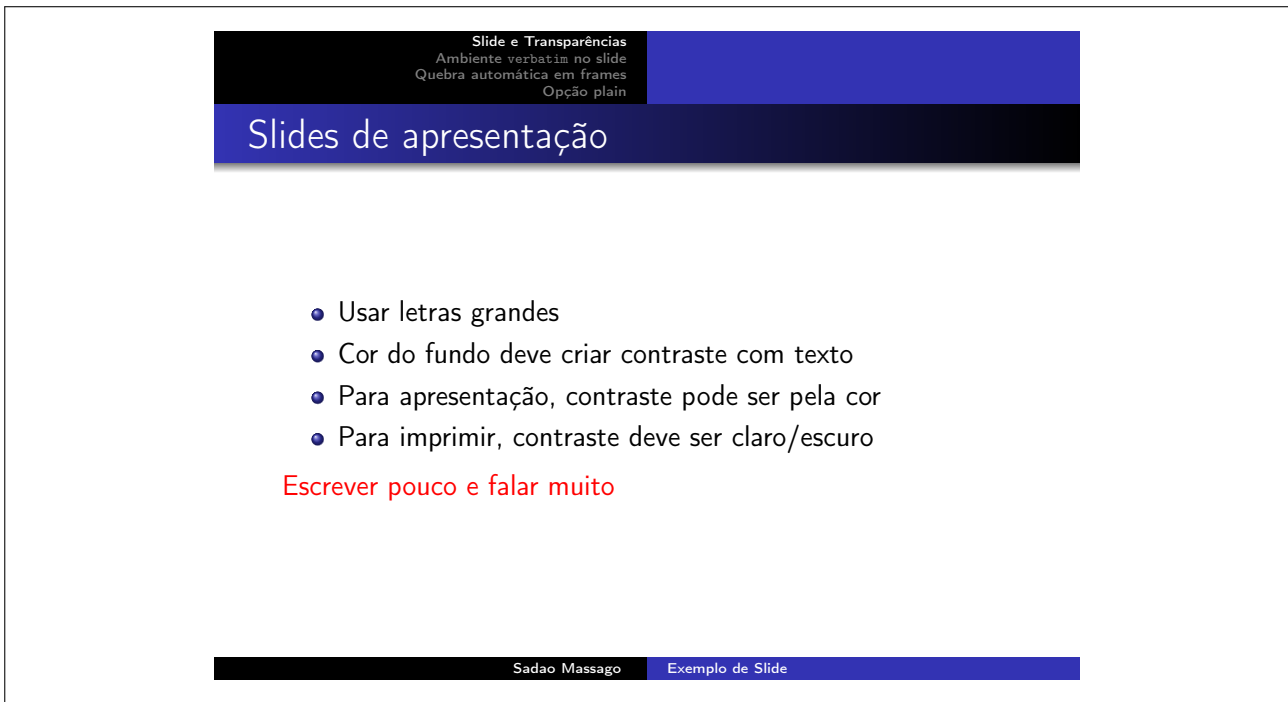 Slide e Transparências
Ambiente verbatim no slide
Quebra automática em frames
Opção plain
Slides de apresentação
Usar letras grandes
Cor do fundo deve criar contraste com texto
Para apresentação, contraste pode ser pela cor
Para imprimir, contraste deve ser claro/escuro
Escrever pouco e falar muito
Sadao Massago
Exemplo de Slide